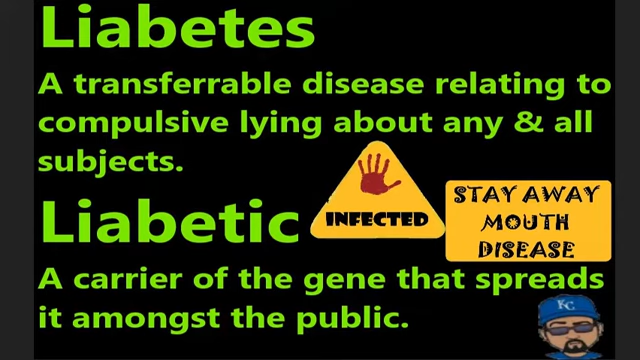 Liabetes
A transferrable disease relating to
compulsive lying about any & all
subjects.
INFECTED
STAY AWAY
MOUTH
DISEASE
Liabetic
A carrier of the gene that spreads
it amongst the public.
KC